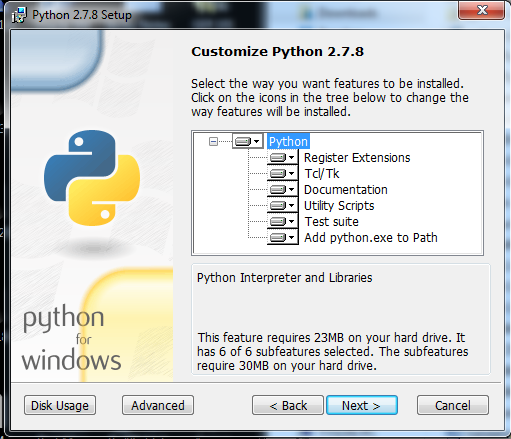 Python 2.7.8 Setup
Customize Python 2.7.8
Select the way you want features to be installed.
Click on the icons in the tree below to change the
way features will be installed.
Python
Register Extensions
Tcl/Tk
Documentation
Utility Scripts
Test suite
Add python.exe to Path
Python Interpreter and Libraries
This feature requires 23MB on your hard drive. It
has 6 of 6 subfeatures selected. The subfeatures
require 30MB on your hard drive.
python
for
windows
Disk Usage
Advanced
< Back
Next >
Cancel